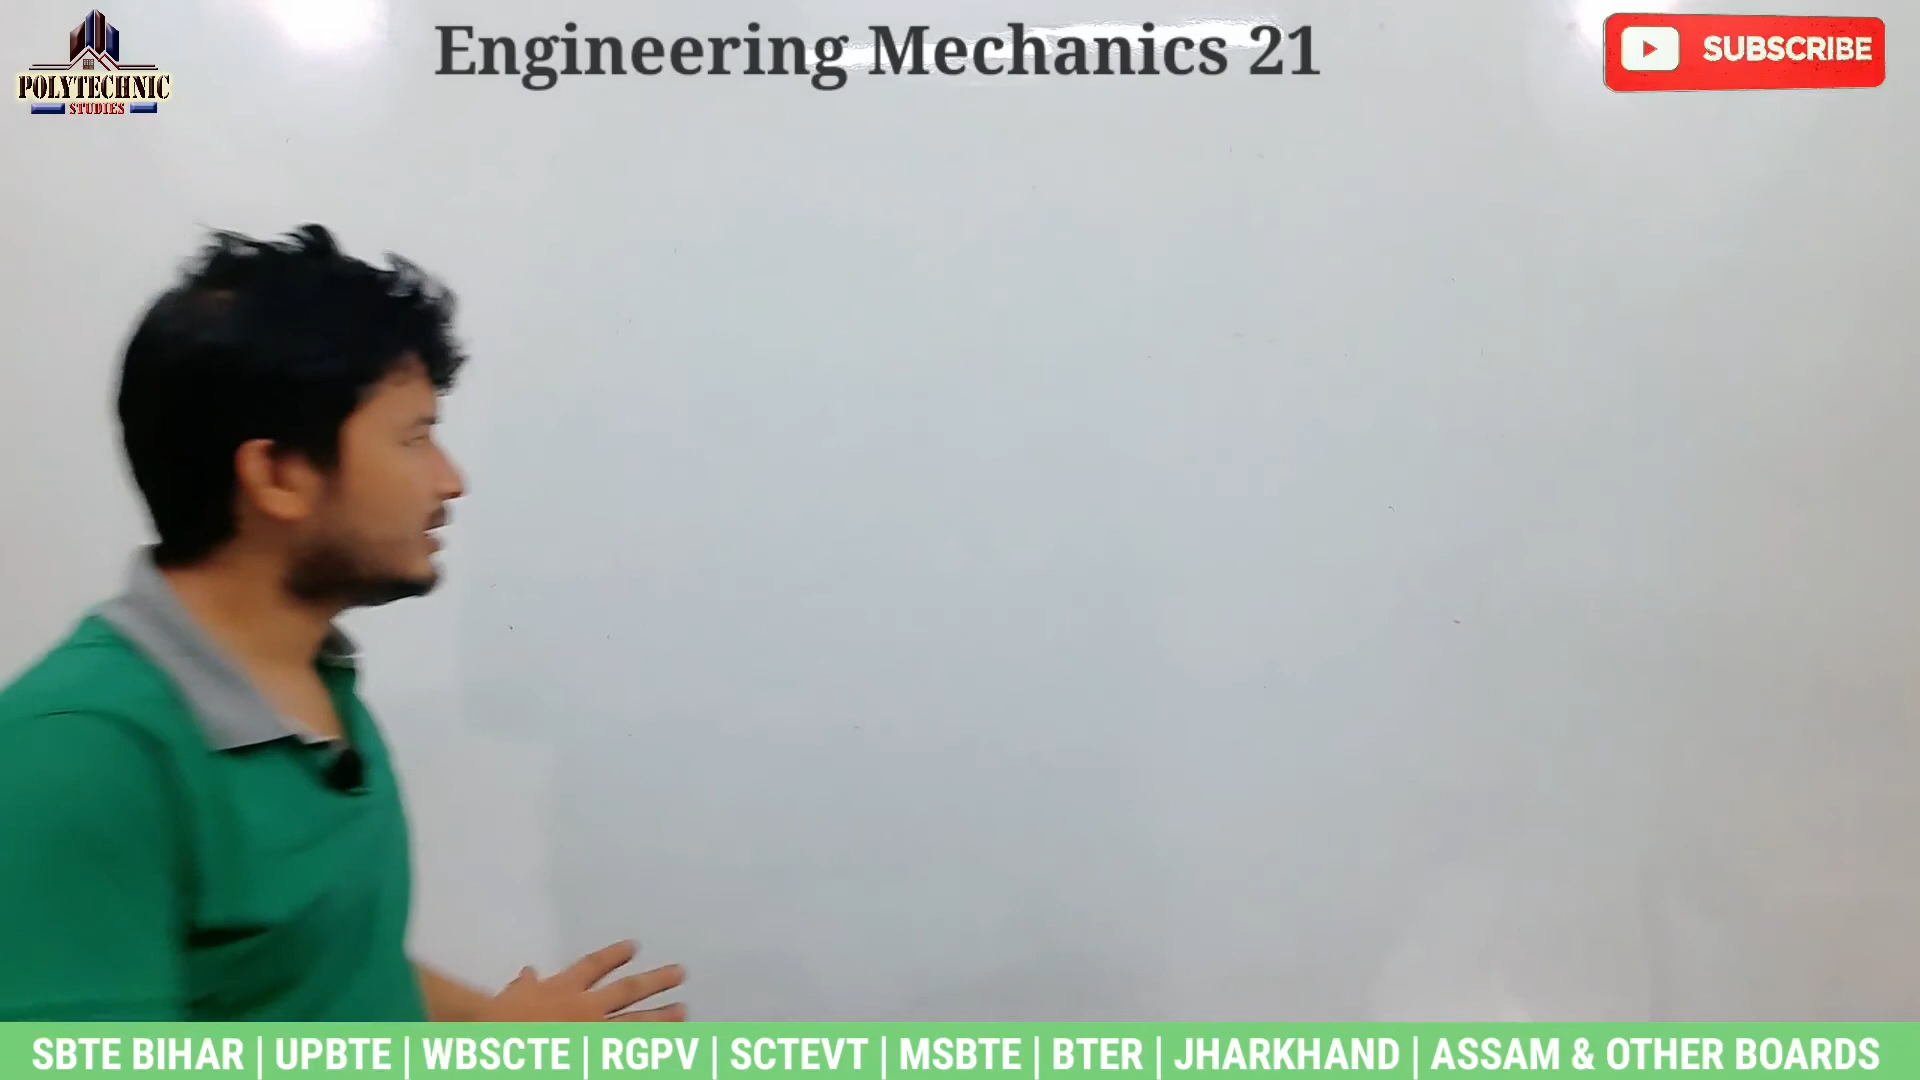 Engineering Mechanics 21
POLYTECHNIC
STUDIES
SUBSCRIBE
SBTE BIHAR | UPBTE | WBSCTE | RGPV | SCTEVT | MSBTE | BTER | JHARKHAND | ASSAM & OTHER BOARDS